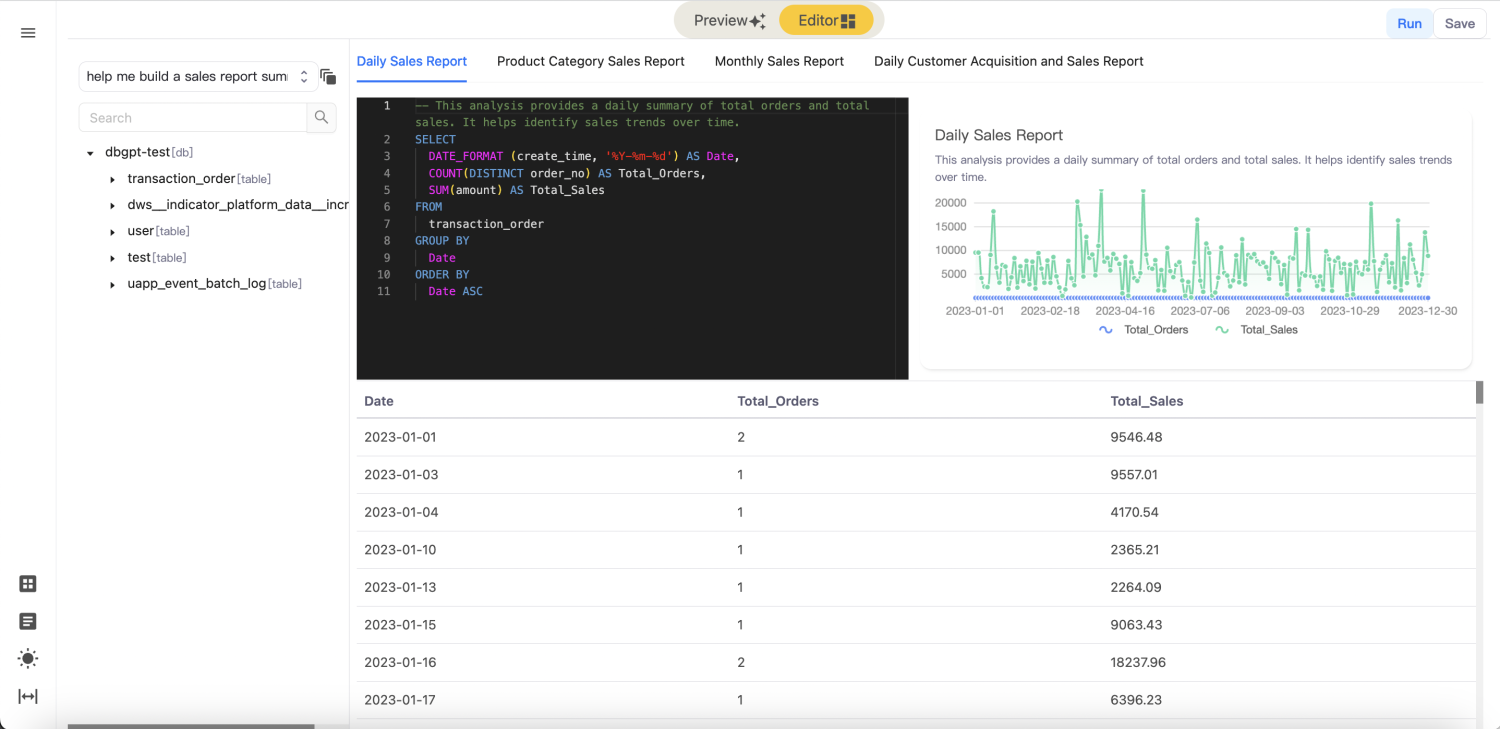 Preview Editor
Run Save
help me build a sales report sum
Search
dbgpt-test[db]
transaction_order[table]
dws__indicator_platform_data__incr
user[table]
test[table]
uapp_event_batch_log[table]
Daily Sales Report Product Category Sales Report Monthly Sales Report Daily Customer Acquisition and Sales Report
1 -- This analysis provides a daily summary of total orders and total
sales. It helps identify sales trends over time.
2 SELECT
3 DATE_FORMAT (create_time, '%Y-%m-%d') AS Date,
4 COUNT(DISTINCT order_no) AS Total_Orders,
5 SUM(amount) AS Total_Sales
6 FROM
7 transaction_order
8 GROUP BY
9 Date
10 ORDER BY
11 Date ASC
Daily Sales Report
This analysis provides a daily summary of total orders and total sales. It helps identify sales trends
over time.
20000
15000
10000
5000
2023-01-01 2023-02-18 2023-04-16 2023-07-06 2023-09-03 2023-10-29 2023-12-30
Total_Orders Total_Sales
Date Total_Orders Total_Sales
2023-01-01 2 9546.48
2023-01-03 1 9557.01
2023-01-04 1 4170.54
2023-01-10 1 2365.21
2023-01-13 1 2264.09
2023-01-15 1 9063.43
2023-01-16 2 18237.96
2023-01-17 1 6396.23